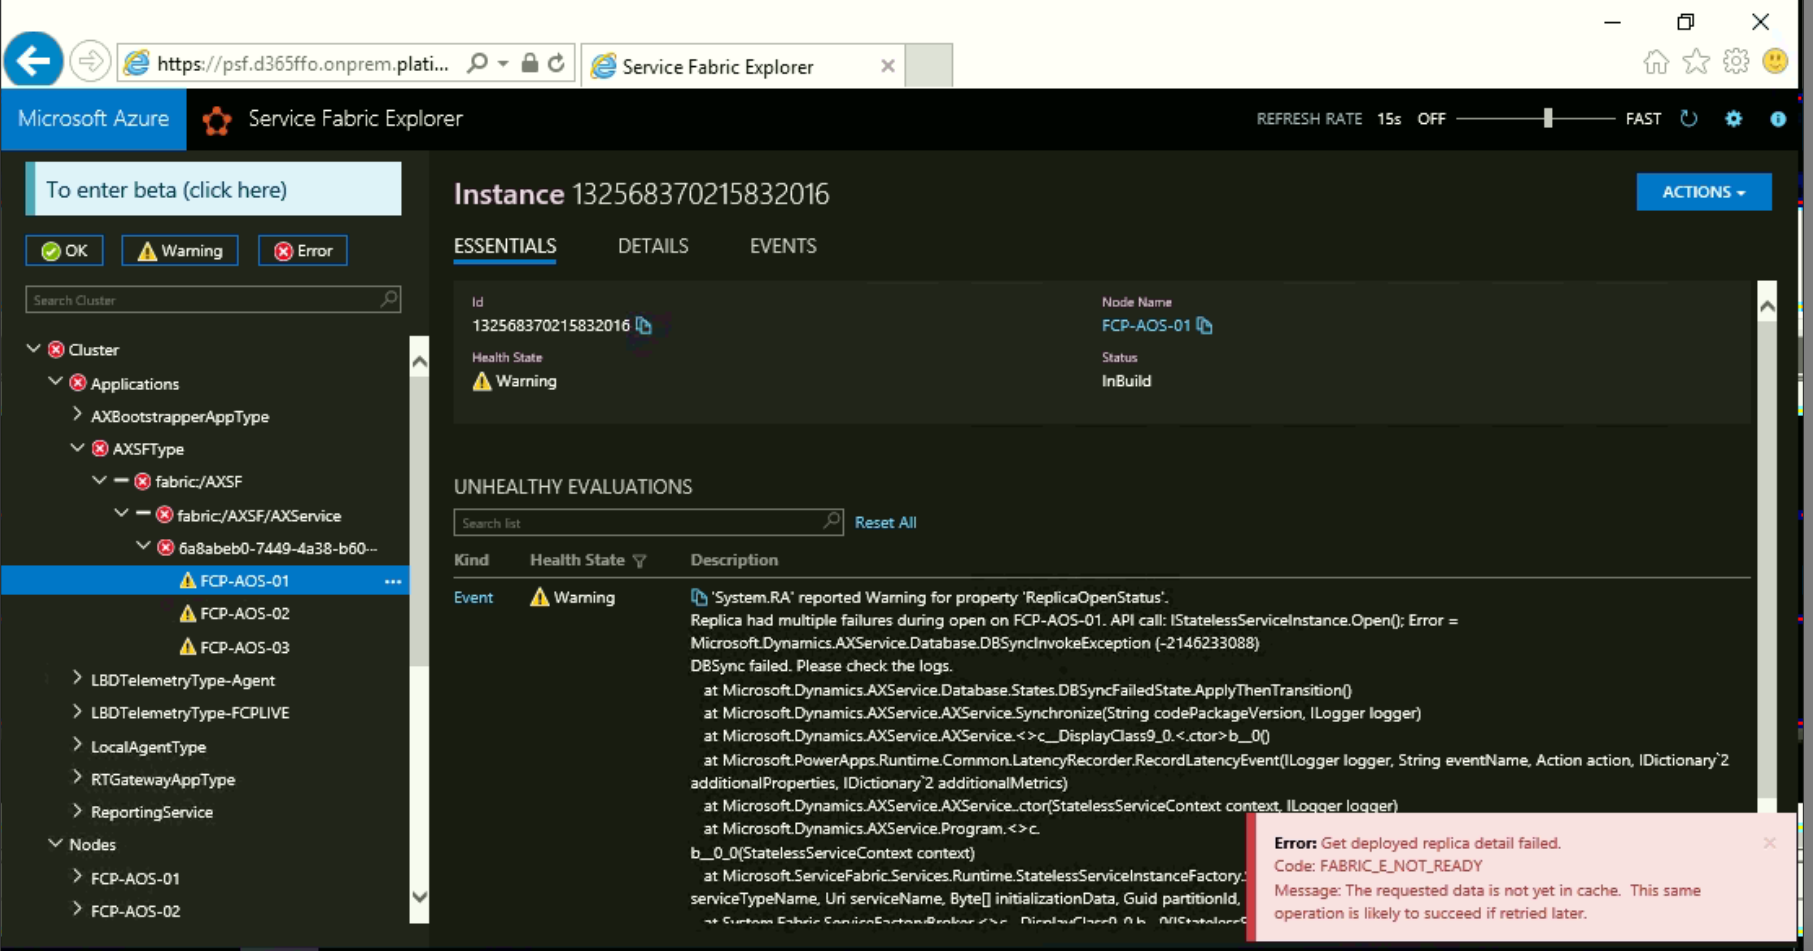 https://psf.d365ffo.onprem.plati...
Service Fabric Explorer
Microsoft Azure
Service Fabric Explorer
REFRESH RATE 15s OFF FAST
To enter beta (click here)
OK Warning Error
Search Cluster
Cluster
Applications
AXBootstrapperAppType
AXSFType
fabric:/AXSF
fabric:/AXSF/AXService
6a8abeb0-7449-4a38-b60...
FCP-AOS-01 ...
FCP-AOS-02
FCP-AOS-03
LBDTelemetryType-Agent
LBDTelemetryType-FCPLIVE
LocalAgentType
RTGatewayAppType
ReportingService
Nodes
FCP-AOS-01
FCP-AOS-02
Instance 132568370215832016
ACTIONS
ESSENTIALS DETAILS EVENTS
Id
132568370215832016
Node Name
FCP-AOS-01
Health State
Warning
Status
InBuild
UNHEALTHY EVALUATIONS
Search list
Reset All
Kind Health State Description
Event Warning 'System.RA' reported Warning for property 'ReplicaOpenStatus'.
Replica had multiple failures during open on FCP-AOS-01. API call: IStatelessServiceInstance.Open(); Error =
Microsoft.Dynamics.AXService.Database.DBSyncInvokeException (-2146233088)
DBSync failed. Please check the logs.
at Microsoft.Dynamics.AXService.Database.States.DBSyncFailedState.ApplyThenTransition()
at Microsoft.Dynamics.AXService.AXService.Synchronize(String codePackageVersion, ILogger logger)
at Microsoft.Dynamics.AXService.AXService.<>c__DisplayClass9_0.<.ctor>b__0()
at Microsoft.PowerApps.Runtime.Common.LatencyRecorder.RecordLatencyEvent(ILogger logger, String eventName, Action action, IDictionary`2
additionalProperties, IDictionary`2 additionalMetrics)
at Microsoft.Dynamics.AXService.AXService..ctor(StatelessServiceContext context, ILogger logger)
at Microsoft.Dynamics.AXService.Program.<>c.
b__0_0(StatelessServiceContext context)
at Microsoft.ServiceFabric.Services.Runtime.StatelessServiceInstanceFactory.
serviceTypeName, Uri serviceName, Byte[] initializationData, Guid partitionId,
at System.Fabric.ServiceFactoryBroker.<>c__DisplayClass9_0.b__0(IStateless
Error: Get deployed replica detail failed.
Code: FABRIC_E_NOT_READY
Message: The requested data is not yet in cache. This same
operation is likely to succeed if retried later.